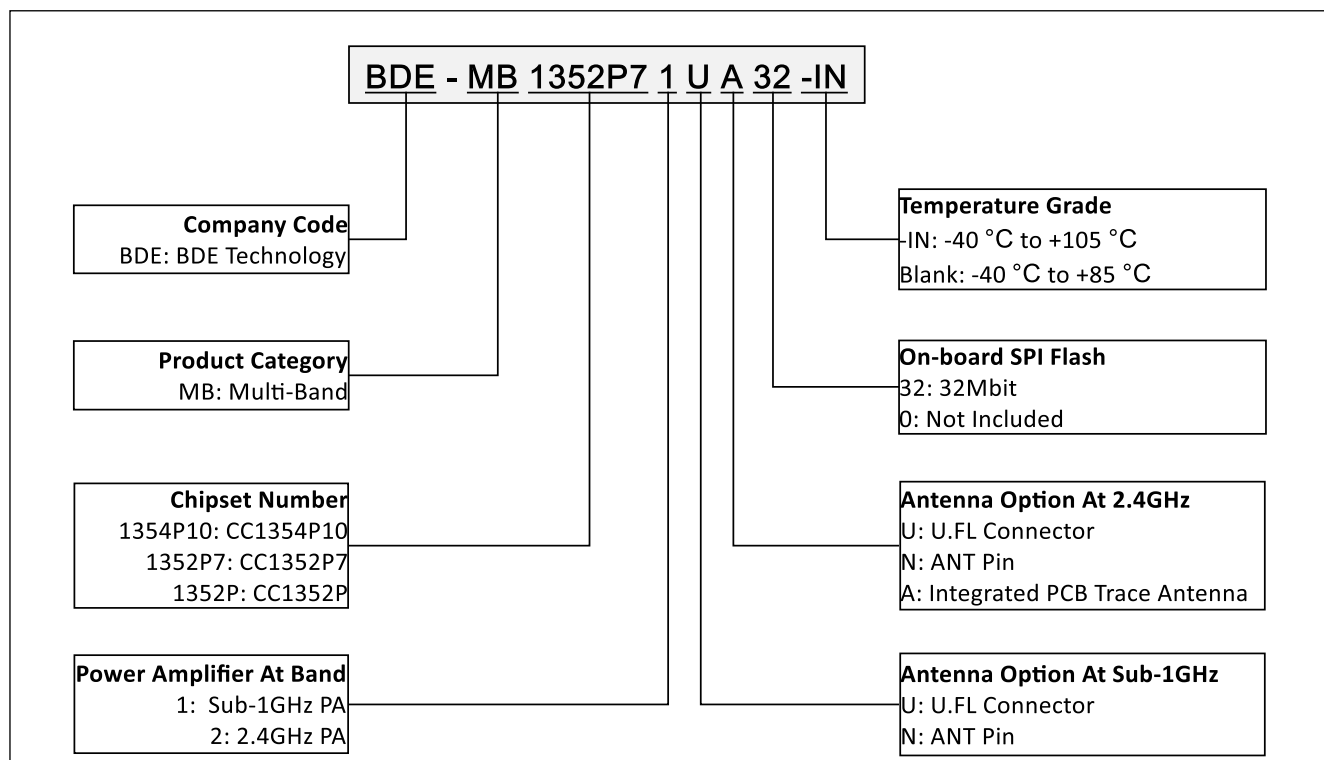 BDE - MB 1352P7 1 U A 32 -IN
Company Code
BDE: BDE Technology
Product Category
MB: Multi-Band
Chipset Number
1354P10: CC1354P10
1352P7: CC1352P7
1352P: CC1352P
Power Amplifier At Band
1: Sub-1GHz PA
2: 2.4GHz PA
Temperature Grade
-IN: -40 °C to +105 °C
Blank: -40 °C to +85 °C
On-board SPI Flash
32: 32Mbit
0: Not Included
Antenna Option At 2.4GHz
U: U.FL Connector
N: ANT Pin
A: Integrated PCB Trace Antenna
Antenna Option At Sub-1GHz
U: U.FL Connector
N: ANT Pin